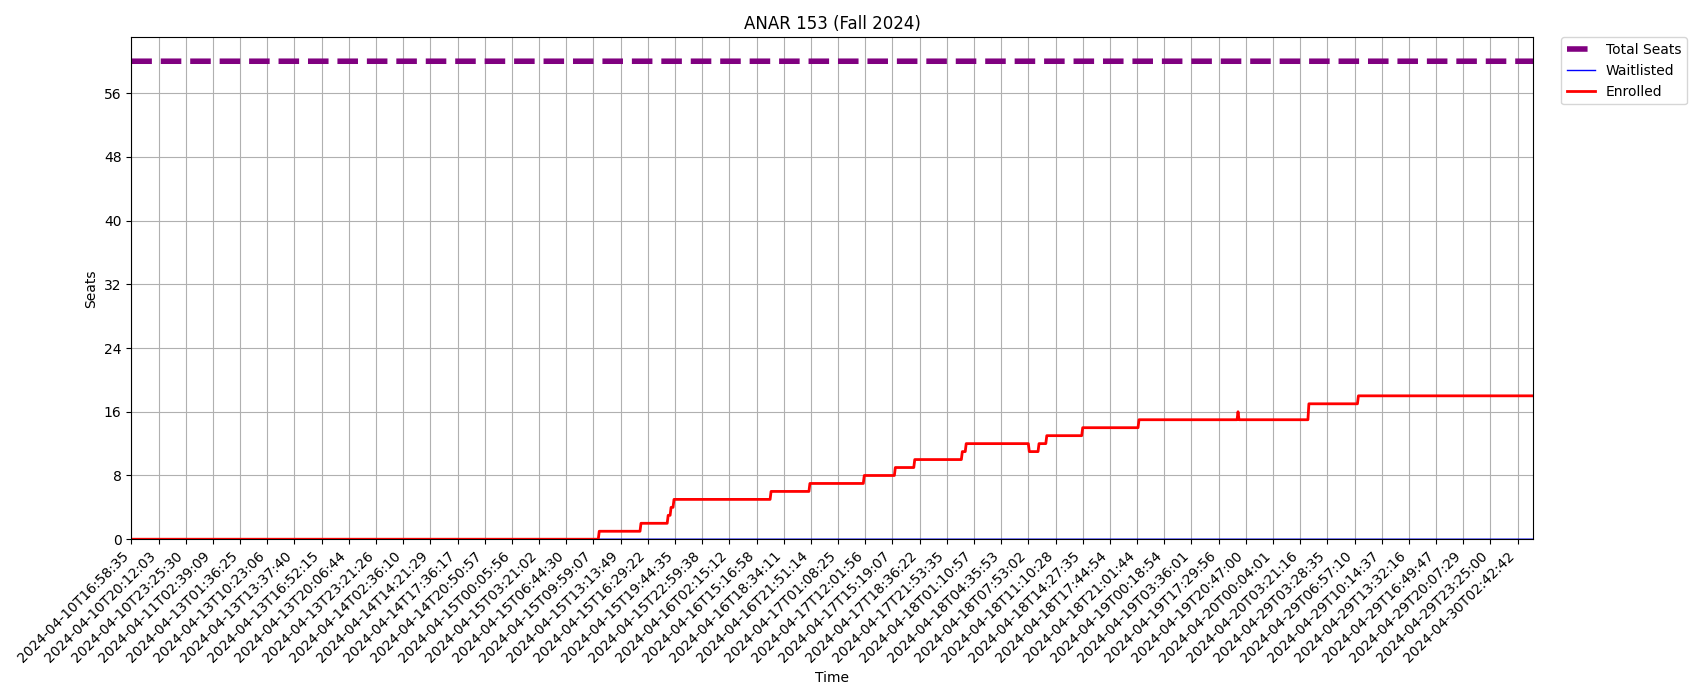 ANAR 153 (Fall 2024)
Total Seats
Waitlisted
Enrolled
Seats
56
48
40
32
24
16
8
0
2024-04-10T16:58:35
2024-04-10T20:12:03
2024-04-10T23:25:30
2024-04-11T02:39:09
2024-04-13T01:36:25
2024-04-13T10:23:06
2024-04-13T13:37:40
2024-04-13T16:52:15
2024-04-13T20:06:44
2024-04-13T23:21:26
2024-04-14T02:36:10
2024-04-14T14:21:29
2024-04-14T17:36:17
2024-04-14T20:50:57
2024-04-15T00:05:56
2024-04-15T03:21:02
2024-04-15T06:44:30
2024-04-15T09:59:07
2024-04-15T13:13:49
2024-04-15T16:29:22
2024-04-15T19:44:35
2024-04-15T22:59:38
2024-04-16T02:15:12
2024-04-16T15:16:58
2024-04-16T18:34:11
2024-04-16T21:51:14
2024-04-17T01:08:25
2024-04-17T12:01:56
2024-04-17T15:19:07
2024-04-17T18:36:22
2024-04-17T21:53:35
2024-04-18T01:10:57
2024-04-18T04:35:53
2024-04-18T07:53:02
2024-04-18T11:10:28
2024-04-18T14:27:35
2024-04-18T17:44:54
2024-04-18T21:01:44
2024-04-19T00:18:54
2024-04-19T03:36:01
2024-04-19T17:29:56
2024-04-19T20:47:00
2024-04-20T00:04:01
2024-04-20T03:21:16
2024-04-29T03:28:35
2024-04-29T06:57:10
2024-04-29T10:14:37
2024-04-29T13:32:16
2024-04-29T16:49:47
2024-04-29T20:07:29
2024-04-29T23:25:00
2024-04-30T02:42:42
Time